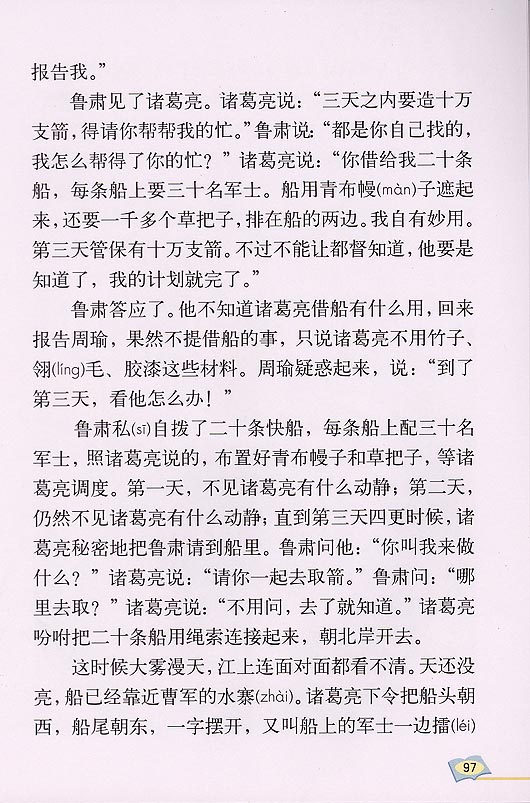 报告我。”
鲁肃见了诸葛亮。诸葛亮说：“三天之内要造十万
支箭，得请你帮帮我的忙。”鲁肃说：“都是你自己找的，
我怎么帮得了你的忙？”诸葛亮说：“你借给我二十条
船，每条船上要三十名军士。船用青布幔(màn)子遮起
来，还要一千多个草把子，排在船的两边。我自有妙用。
第三天管保有十万支箭。不过不能让都督知道，他要是
知道了，我的计划就完了。”
鲁肃答应了。他不知道诸葛亮借船有什么用，回来
报告周瑜，果然不提借船的事，只说诸葛亮不用竹子、
翎(líng)毛、胶漆这些材料。周瑜疑惑起来，说：“到了
第三天，看他怎么办！”
鲁肃私(sī)自拨了二十条快船，每条船上配三十名
军士，照诸葛亮说的，布置好青布幔子和草把子，等诸
葛亮调度。第一天，不见诸葛亮有什么动静；第二天，
仍然不见诸葛亮有什么动静；直到第三天四更时候，诸
葛亮秘密地把鲁肃请到船里。鲁肃问他：“你叫我来做
什么？”诸葛亮说：“请你一起去取箭。”鲁肃问：“哪
里去取？”诸葛亮说：“不用问，去了就知道。”诸葛亮
吩咐把二十条船用绳索连接起来，朝北岸开去。
这时候大雾漫天，江上连面对面都看不清。天还没
亮，船已经靠近曹军的水寨(zhài)。诸葛亮下令把船头朝
西，船尾朝东，一字摆开，又叫船上的军士一边擂(léi)
97